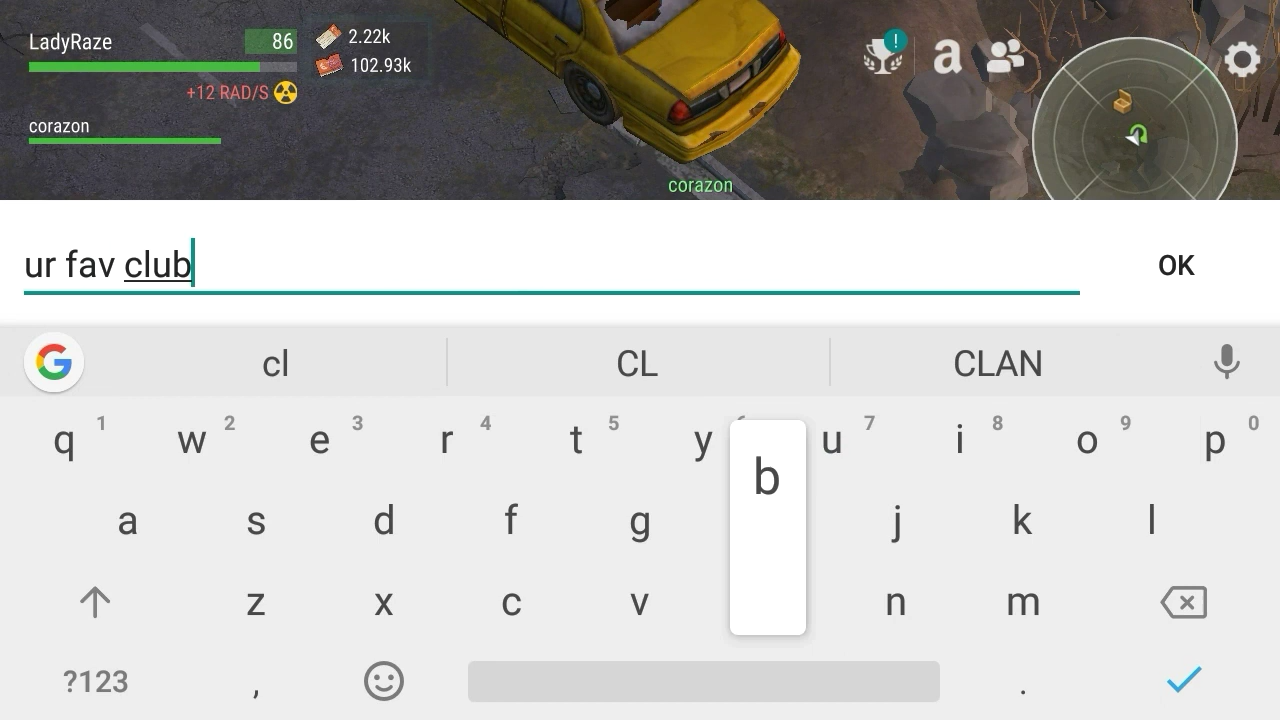 LadyRaze 86
2.22k
102.93k
+12 RAD/S
corazon
!
a
corazon
ur fav club
OK
G cl CL CLAN
q 1 w 2 e 3 r 4 t 5 y u 7 i 8 o 9 p 0
a s d f g b j k l
z x c v n m
?123 , .